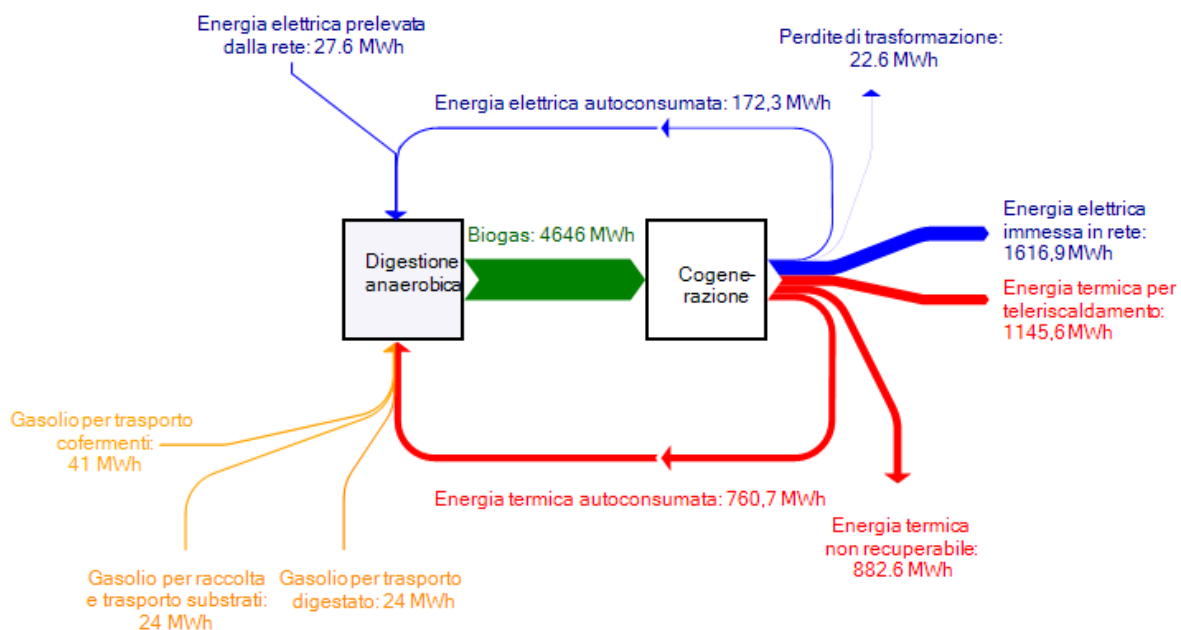 Energia elettrica prelevata
dalla rete: 27.6 MWh
Perdite di trasformazione:
22.6 MWh
Energia elettrica autoconsumata: 172,3 MWh
Energia elettrica
immessa in rete:
1616,9 MWh
Biogas: 4646 MWh
Digestione
anaerobica
Cogene-
razione
Energia termica per
teleriscaldamento:
1145,6 MWh
Gasolio per trasporto
cofermenti:
41 MWh
Energia termica autoconsumata: 760,7 MWh
Energia termica
non recuperabile:
882.6 MWh
Gasolio per raccolta
e trasporto substrati:
24 MWh
Gasolio per trasporto
digestato: 24 MWh